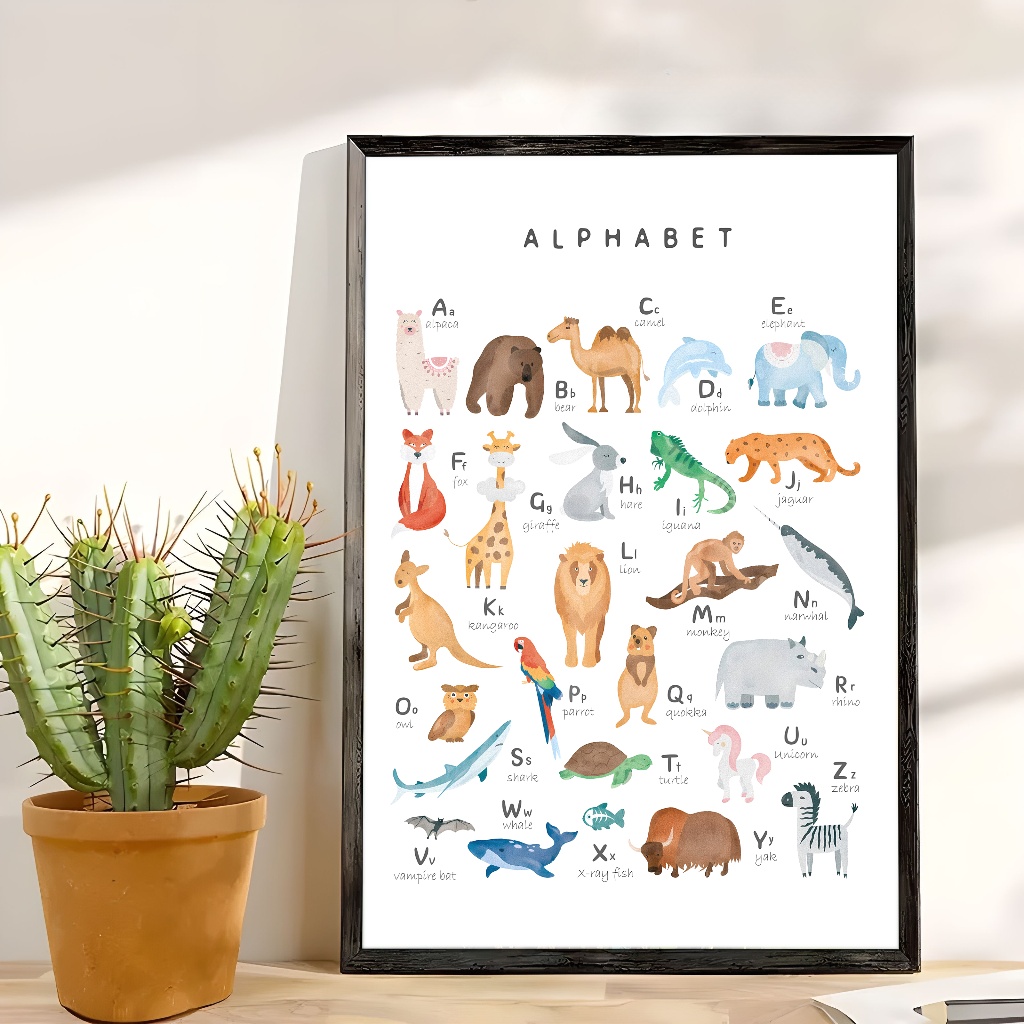 ALPHABET
Aa
alpaca
Bb
bear
Cc
camel
Dd
dolphin
Ee
elephant
Ff
fox
Gg
giraffe
Hh
hare
Ii
iguana
Jj
jaguar
Kk
kangaroo
Ll
lion
Mm
monkey
Nn
narwhal
Oo
owl
Pp
parrot
Qq
quokka
Rr
rhino
Ss
shark
Tt
turtle
Uu
Unicorn
Vv
vampire bat
Ww
whale
Xx
x-ray fish
Yy
yak
Zz
zebra